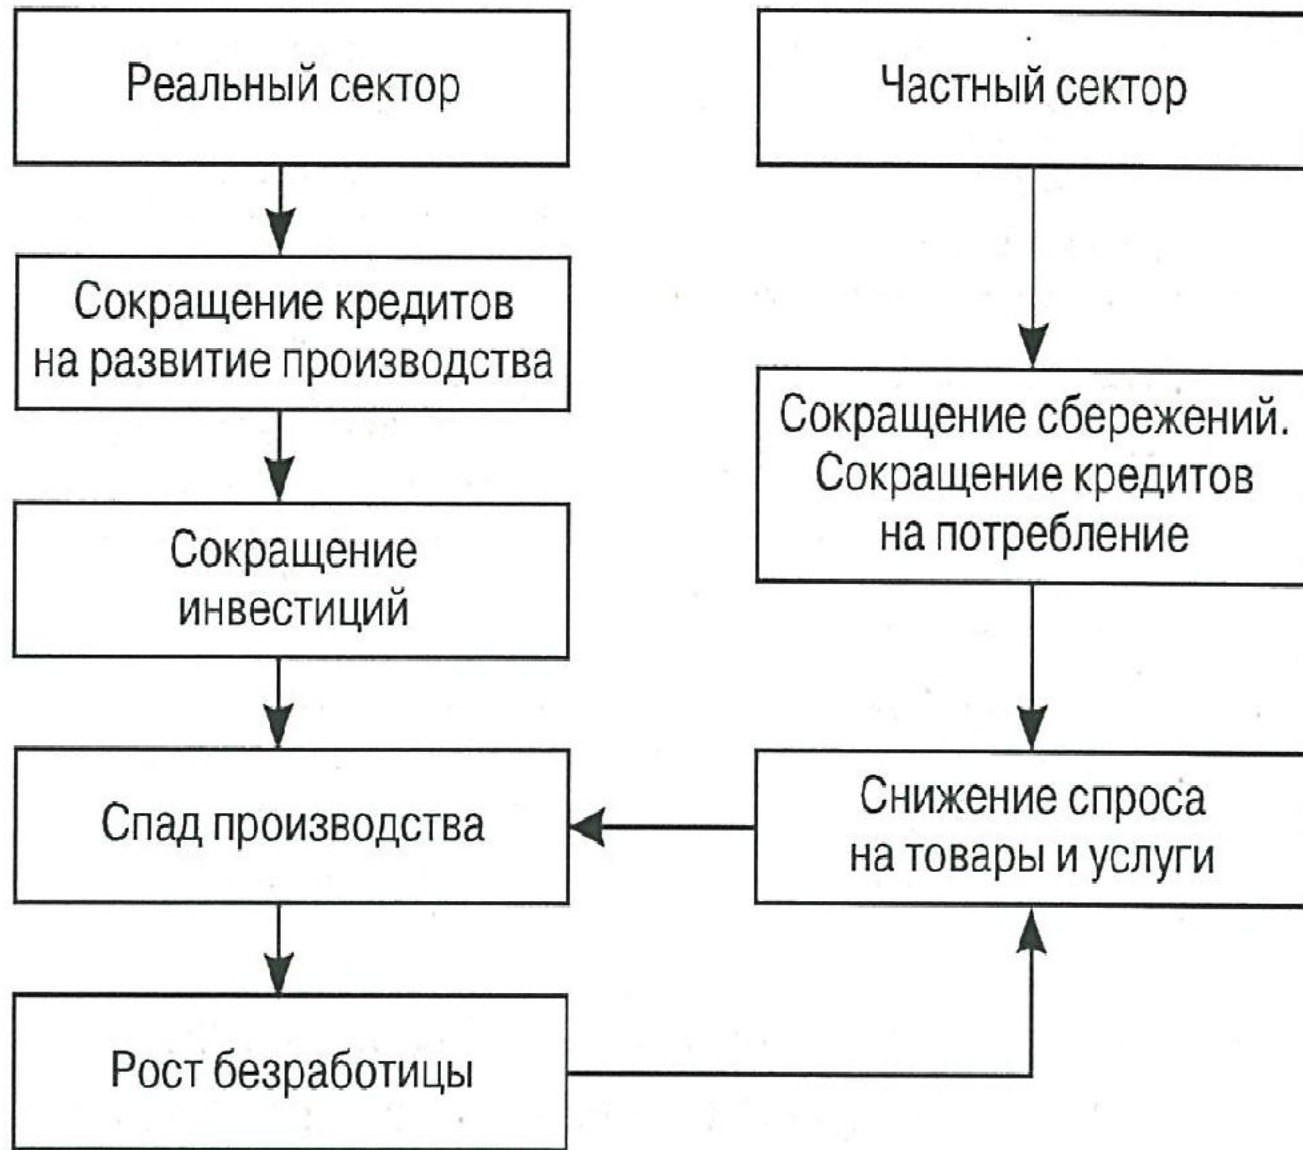 Реальный сектор
Частный сектор
Сокращение кредитов
на развитие производства
Сокращение сбережений.
Сокращение кредитов
на потребление
Сокращение
инвестиций
Спад производства
Снижение спроса
на товары и услуги
Рост безработицы